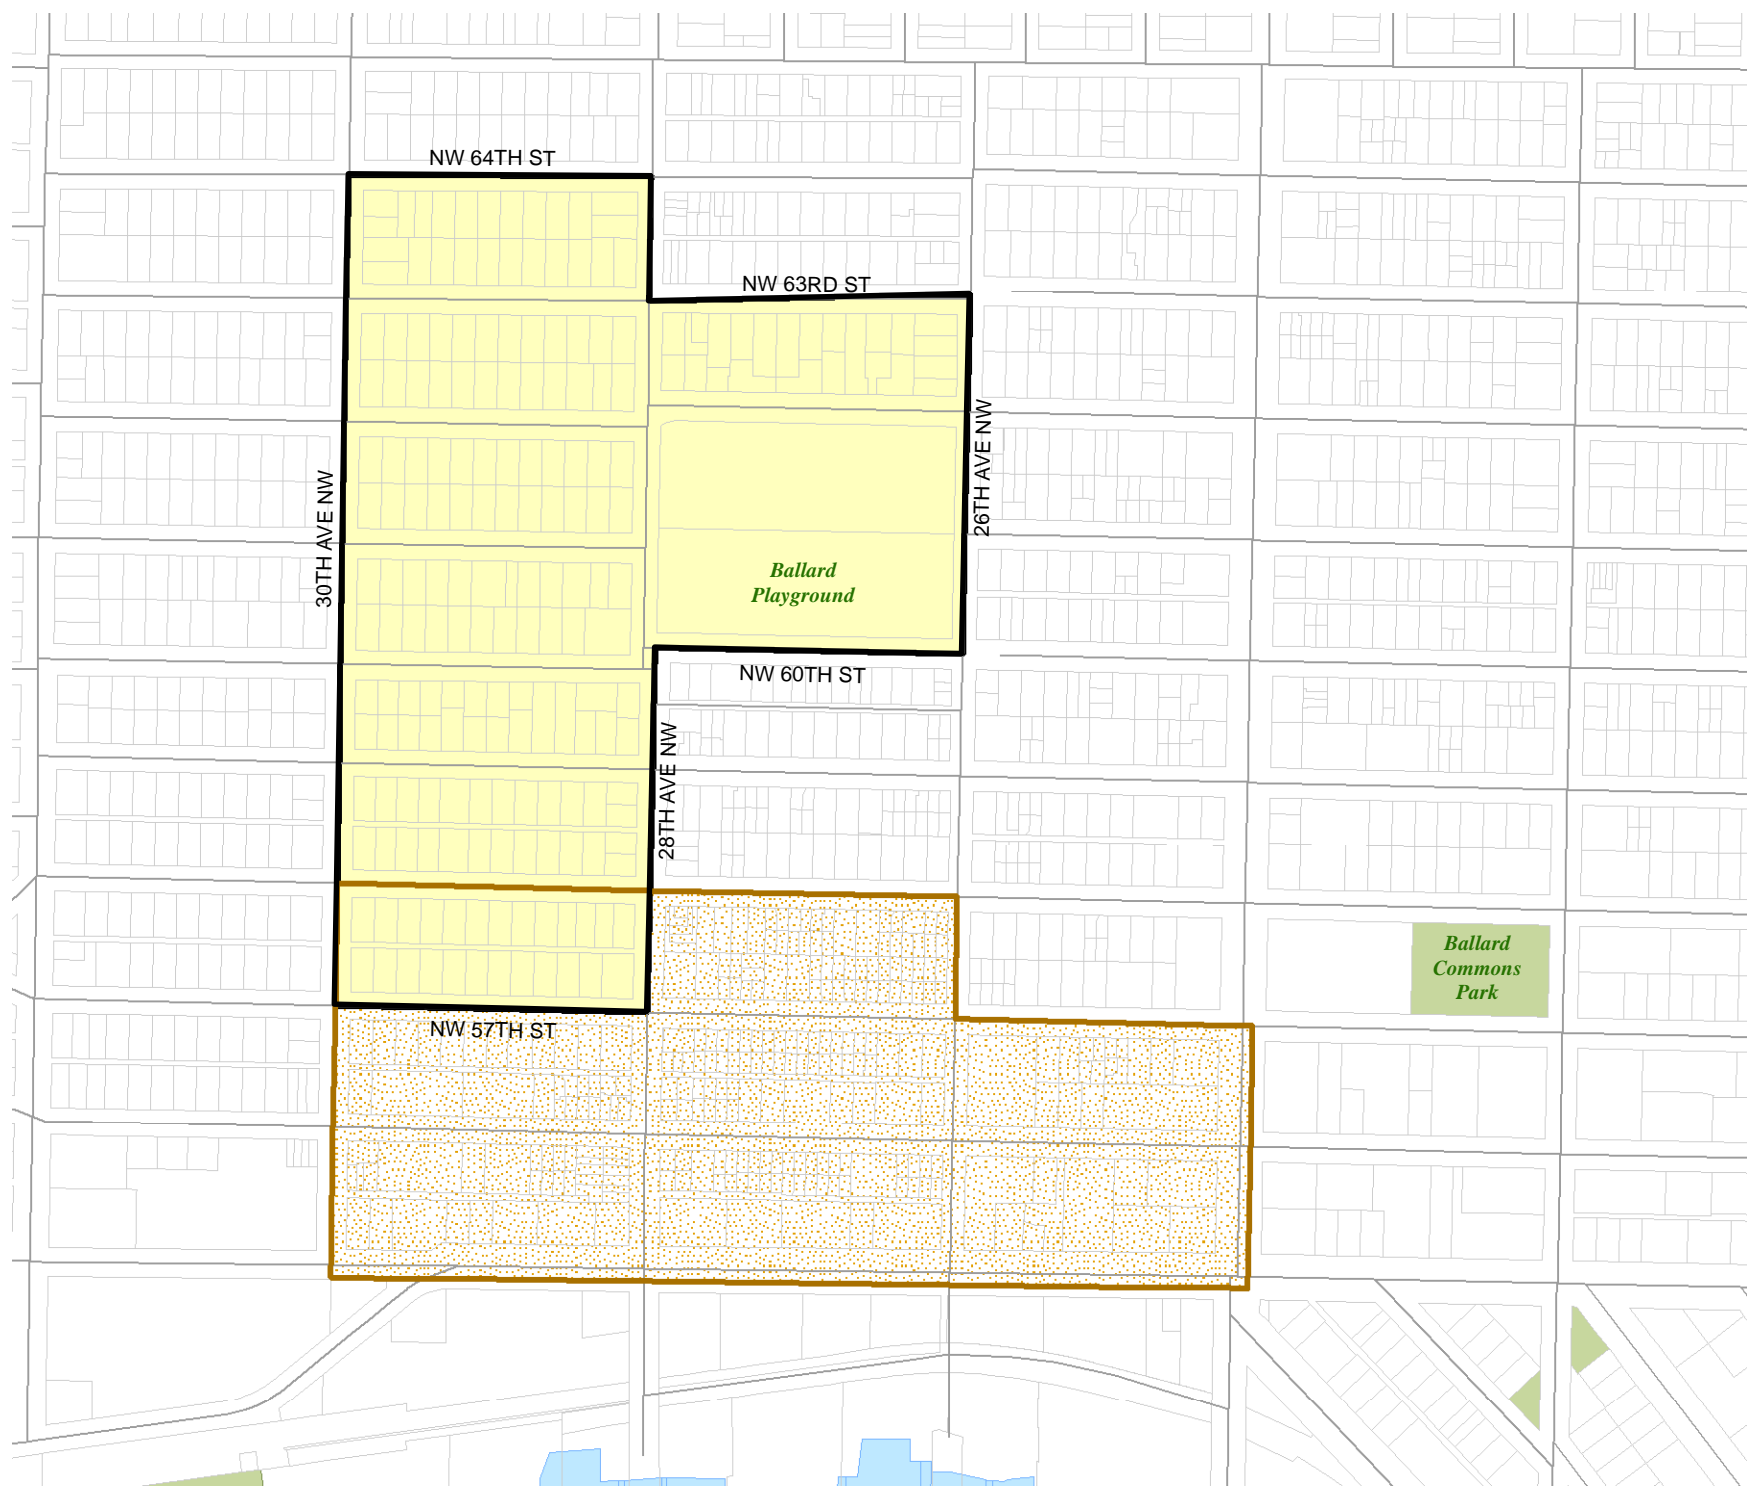 NW 64TH ST
NW 63RD ST
26TH AVE NW
30TH AVE NW
Ballard
Playground
NW 60TH ST
28TH AVE NW
Ballard
Commons
Park
NW 57TH ST